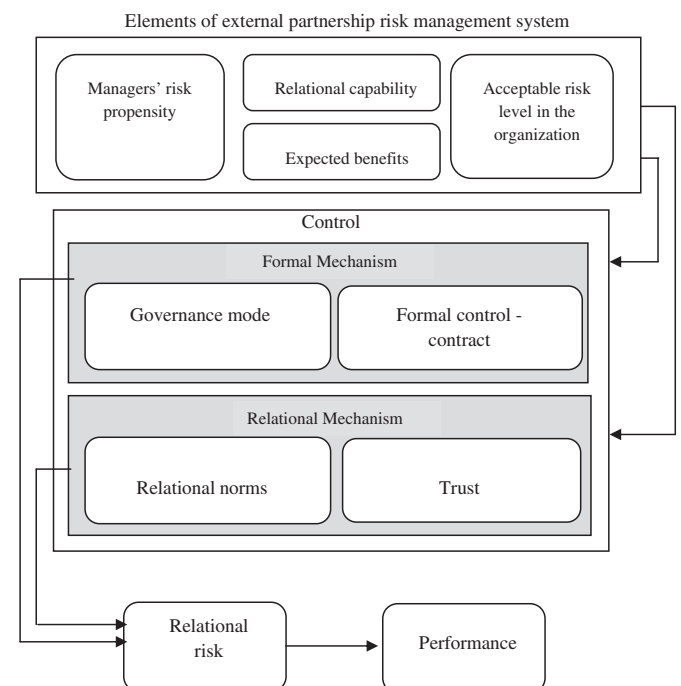 Elements of external partnership risk management system
Managers’ risk
propensity
Relational capability
Expected benefits
Acceptable risk
level in the
organization
Control
Formal Mechanism
Governance mode
Formal control -
contract
Relational Mechanism
Relational norms
Trust
Relational
risk
Performance